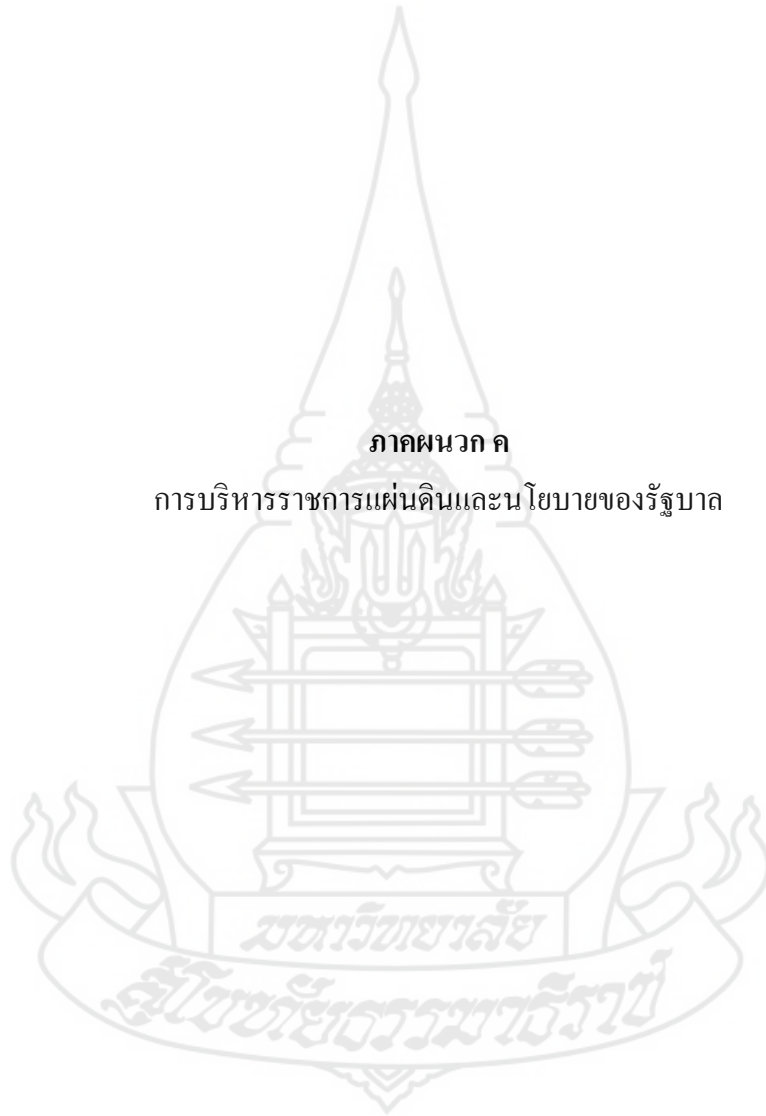 ภาคผนวก ค
การบริหารราชการแผ่นดินและนโยบายของรัฐบาล
มหาวิทยาลัย
สุโขทัยธรรมาธิราช